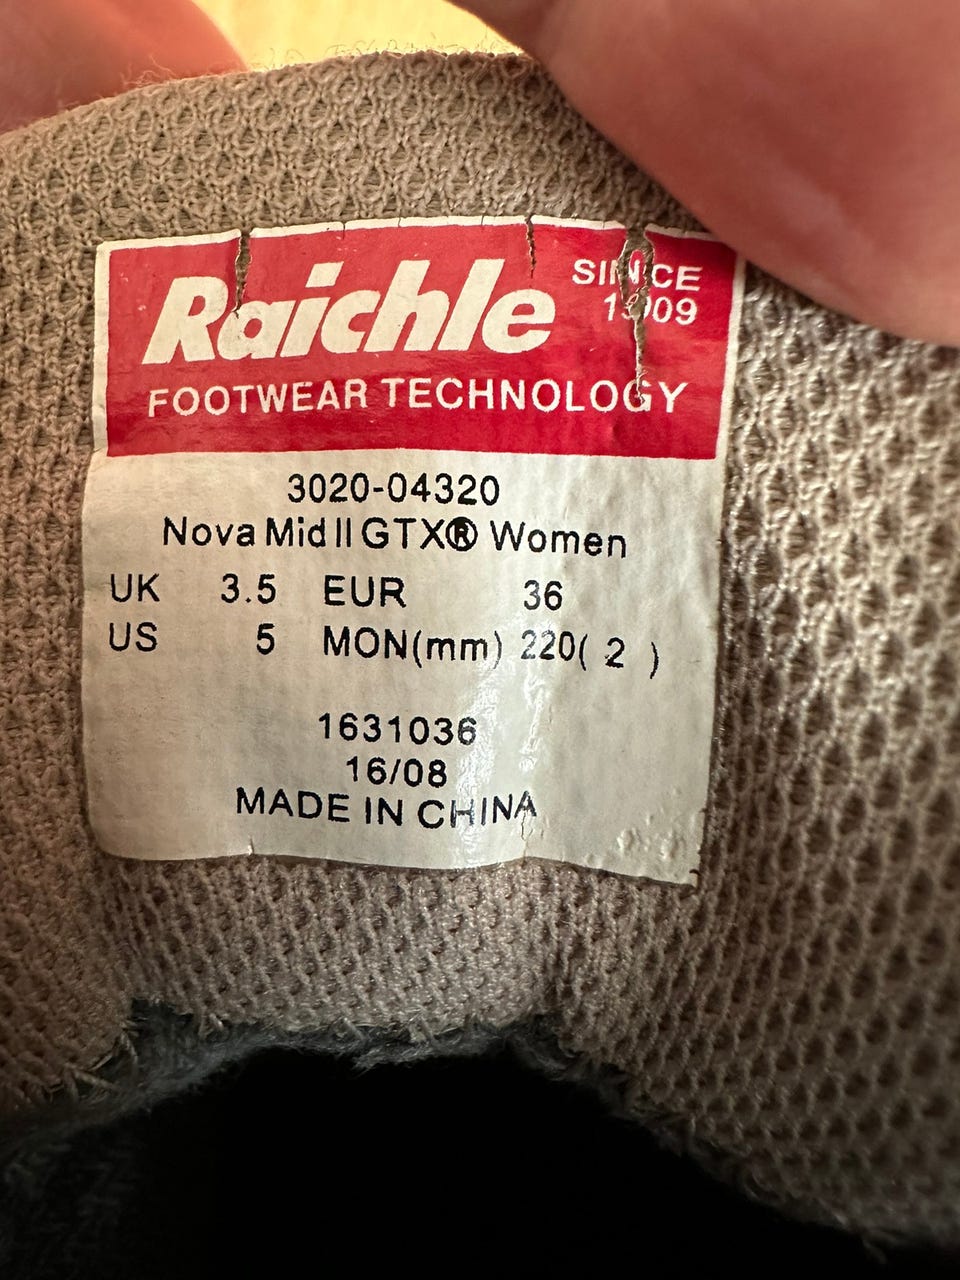 Raichle
SINCE
1909
FOOTWEAR TECHNOLOGY
3020-04320
Nova Mid II GTX® Women
UK 3.5 EUR 36
US 5 MON(mm) 220( 2 )
1631036
16/08
MADE IN CHINA